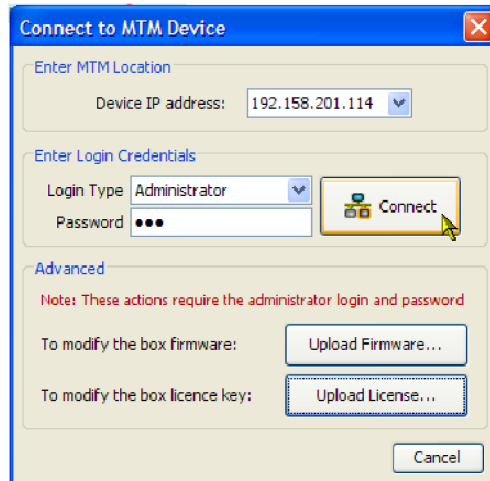 Connect to MTM Device
Enter MTM Location
Device IP address: 192.158.201.114
Enter Login Credentials
Login Type Administrator
Connect
Password ●●●
Advanced
Note: These actions require the administrator login and password
To modify the box firmware: Upload Firmware...
To modify the box licence key: Upload License...
Cancel